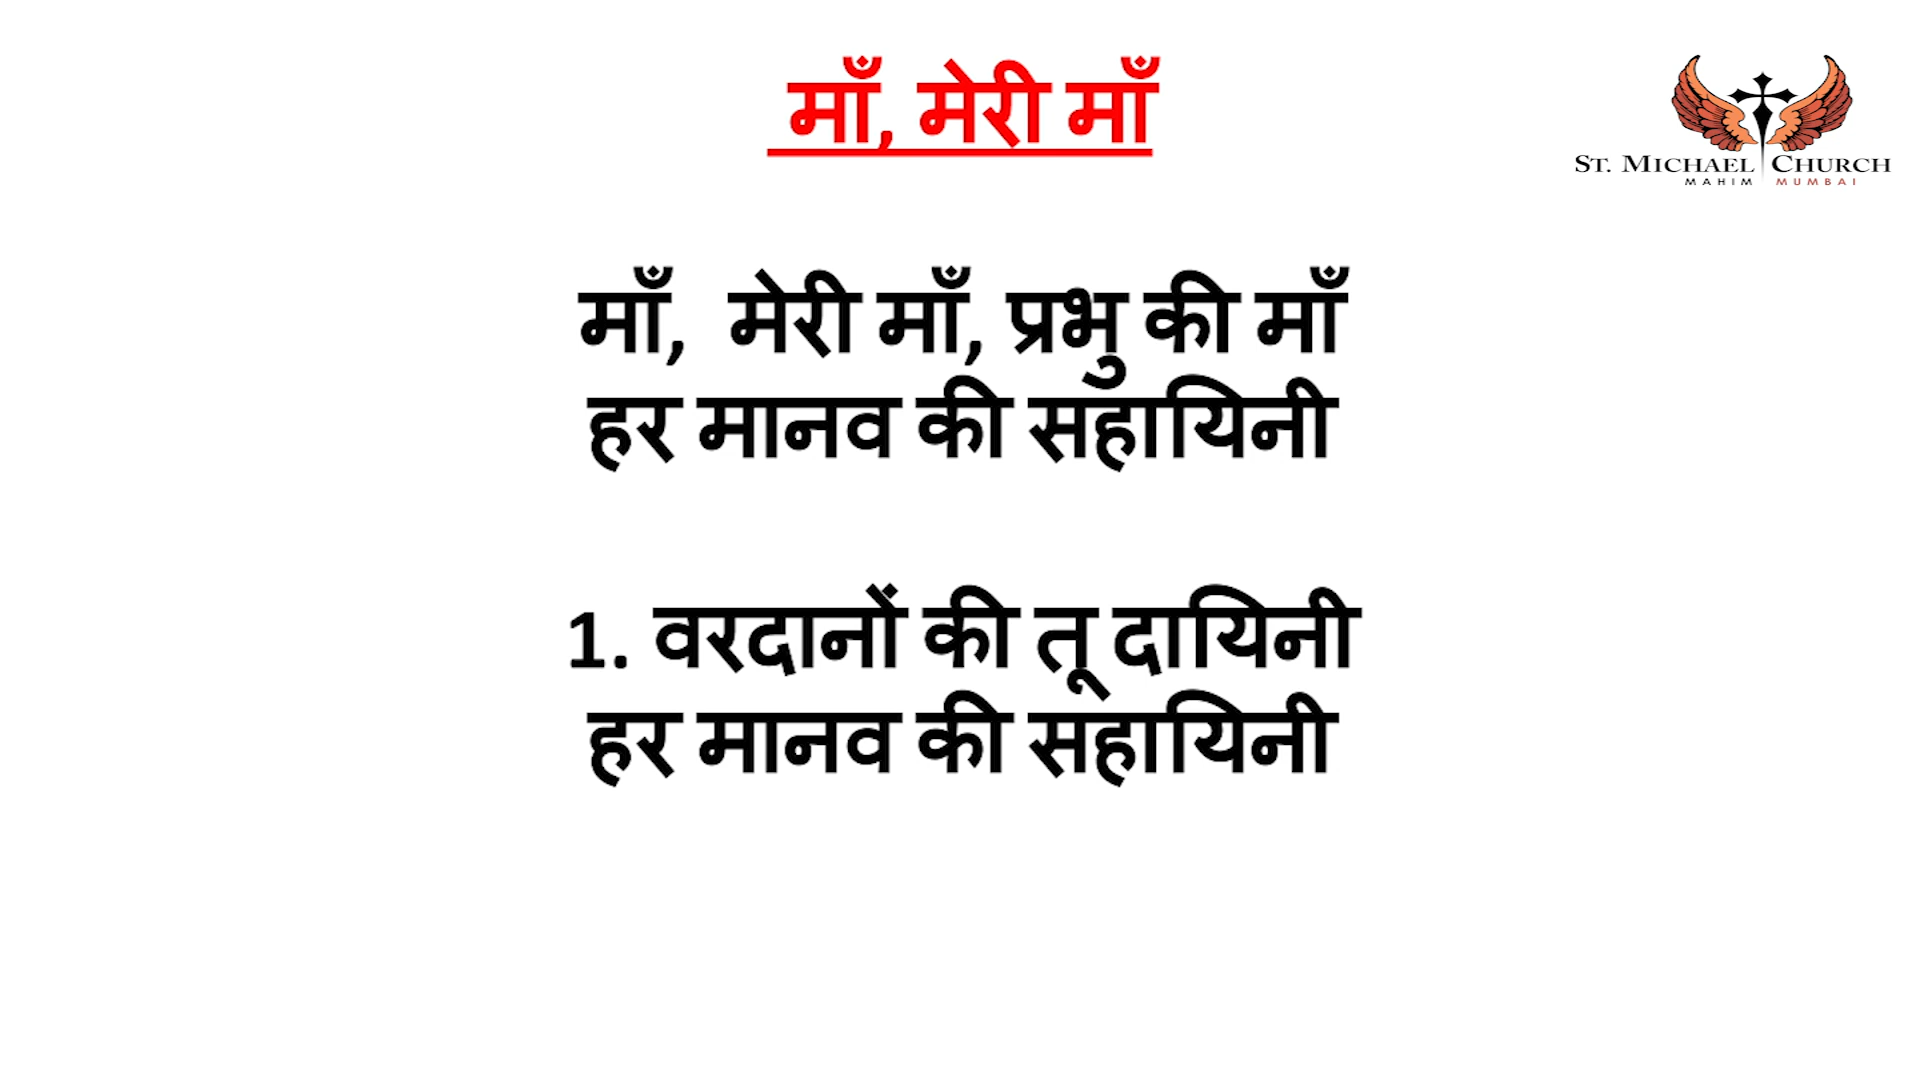 माँ, मेरी माँ
ST. MICHAEL CHURCH
MAHIM MUMBAI
माँ, मेरी माँ, प्रभु की माँ
हर मानव की सहायिनी
1. वरदानों की तू दायिनी
हर मानव की सहायिनी